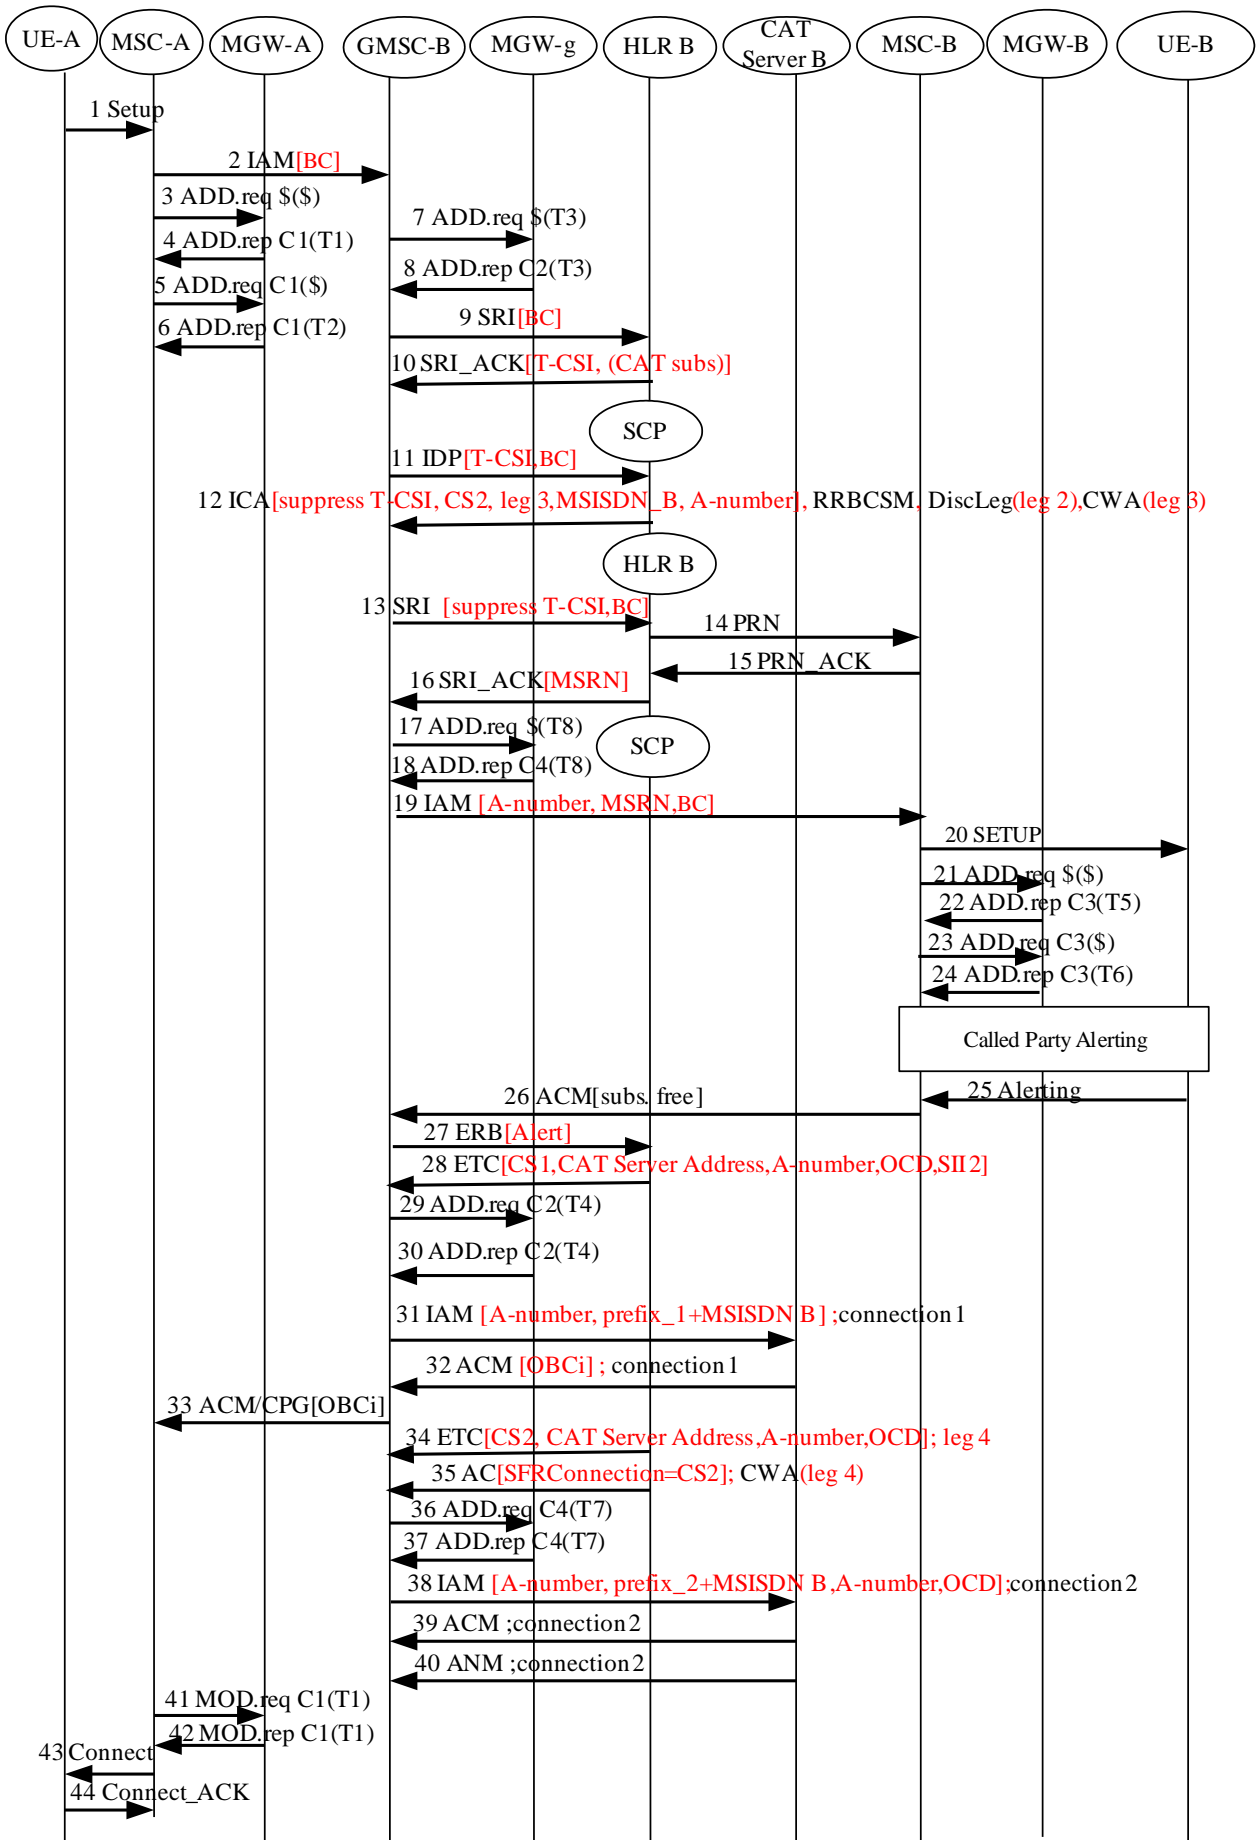 UE-A
MSC-A
MGW-A
GMSC-B
MGW-g
HLR B
CAT
Server B
MSC-B
MGW-B
UE-B
1 Setup
2 IAM[BC]
3 ADD.req $($)
7 ADD.req $(T3)
4 ADD.rep C1(T1)
8 ADD.rep C2(T3)
5 ADD.req C1($)
9 SRI[BC]
6 ADD.rep C1(T2)
10 SRI_ACK[T-CSI, (CAT subs)]
SCP
11 IDP[T-CSI,BC]
12 ICA[suppress T-CSI, CS2, leg 3,MSISDN_B, A-number], RRBCSM, DiscLeg(leg 2),CWA(leg 3)
HLR B
13 SRI [suppress T-CSI,BC]
14 PRN
15 PRN_ACK
16 SRI_ACK[MSRN]
17 ADD.req $(T8)
SCP
18 ADD.rep C4(T8)
19 IAM [A-number, MSRN,BC]
20 SETUP
21 ADD.req $($)
22 ADD.rep C3(T5)
23 ADD.req C3($)
24 ADD.rep C3(T6)
Called Party Alerting
25 Alerting
26 ACM[subs. free]
27 ERB[Alert]
28 ETC[CS1,CAT Server Address,A-number,OCD,SII2]
29 ADD.req C2(T4)
30 ADD.rep C2(T4)
31 IAM [A-number, prefix_1+MSISDN B] ;connection1
32 ACM [OBCi] ; connection1
33 ACM/CPG[OBCi]
34 ETC[CS2, CAT Server Address,A-number,OCD]; leg 4
35 AC[SFRConnection=CS2]; CWA(leg 4)
36 ADD.req C4(T7)
37 ADD.rep C4(T7)
38 IAM [A-number, prefix_2+MSISDN B,A-number,OCD];connection2
39 ACM ;connection2
40 ANM ;connection2
41 MOD.req C1(T1)
42 MOD.rep C1(T1)
43 Connect
44 Connect_ACK